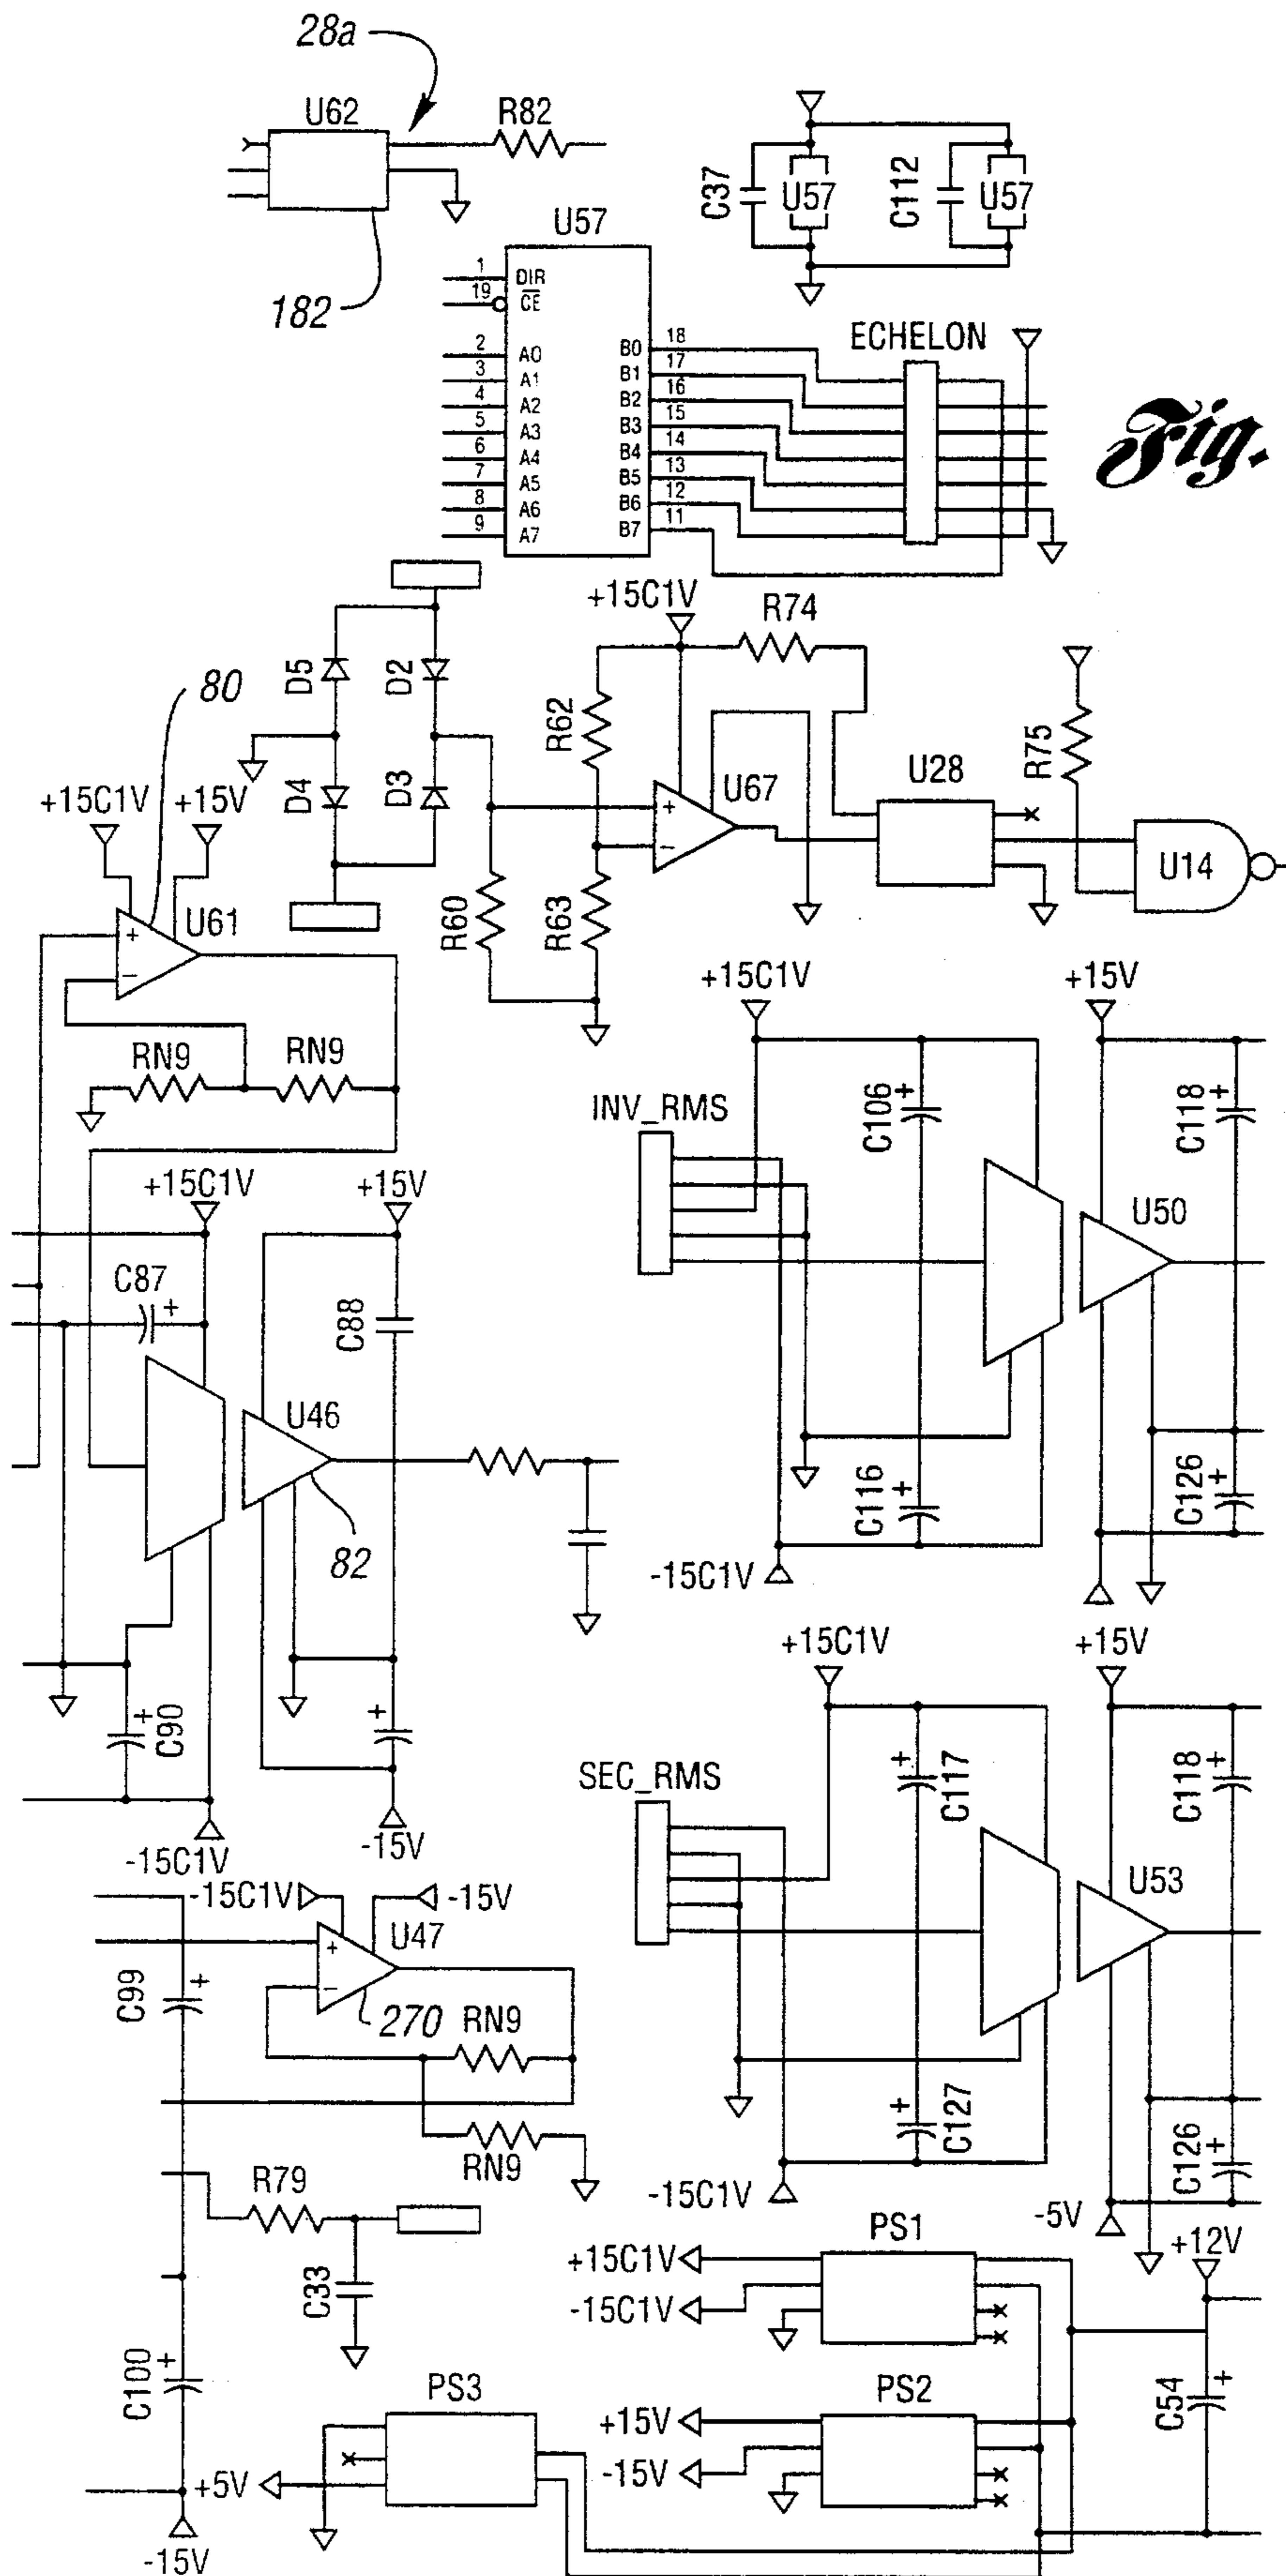 28a
U62
R82
182
C37
U57
C112
U57
U57
1 DIR
19 CE
2 A0
3 A1
4 A2
5 A3
6 A4
7 A5
8 A6
9 A7
B0 18
B1 17
B2 16
B3 15
B4 14
B5 13
B6 12
B7 11
ECHELON
Fig.
D5
D2
D4
D3
+15C1V
R74
R62
+
−
U67
R60
R63
U28
R75
U14
80
+15C1V
+15V
+
−
U61
RN9
RN9
+15C1V
+15V
C87
+
C88
U46
82
+
C90
+
-15C1V
-15V
+15C1V
+15V
INV_RMS
C106
+
C118
+
U50
C116
+
C126
+
-15C1V
+15C1V
+15V
SEC_RMS
+
C117
C118
+
U53
+
C127
C126
+
-15C1V
-5V
-15C1V
-15V
+
−
U47
270
C99
+
RN9
RN9
R79
C33
C100
+
-15V
PS1
+15C1V
-15C1V
+12V
C54
+
PS2
+15V
-15V
PS3
+5V